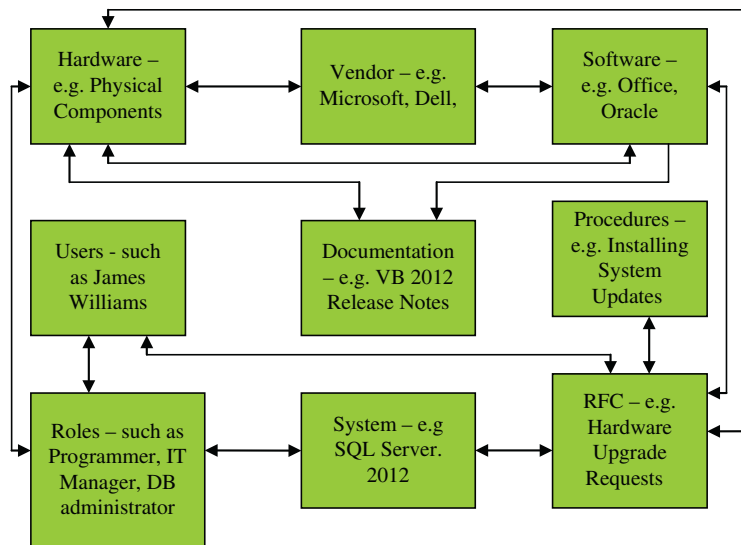 Hardware –
e.g. Physical
Components
Vendor – e.g.
Microsoft, Dell,
Software –
e.g. Office,
Oracle
Users - such
as James
Williams
Documentation
– e.g. VB 2012
Release Notes
Procedures –
e.g. Installing
System
Updates
Roles – such as
Programmer, IT
Manager, DB
administrator
System – e.g
SQL Server.
2012
RFC – e.g.
Hardware
Upgrade
Requests